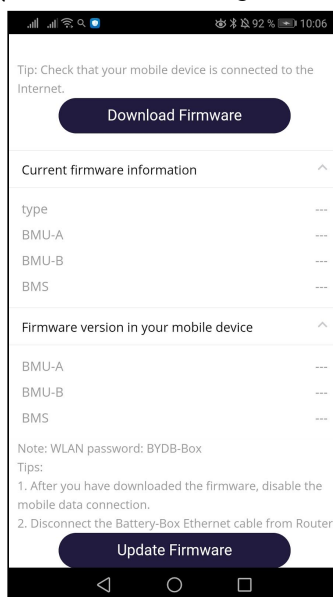 92 % 10:06
Tip: Check that your mobile device is connected to the
Internet.
Download Firmware
Current firmware information
type ---
BMU-A ---
BMU-B ---
BMS ---
Firmware version in your mobile device
BMU-A ---
BMU-B ---
BMS ---
Note: WLAN password: BYDB-Box
Tips:
1. After you have downloaded the firmware, disable the
mobile data connection.
2. Disconnect the Battery-Box Ethernet cable from Router
Update Firmware